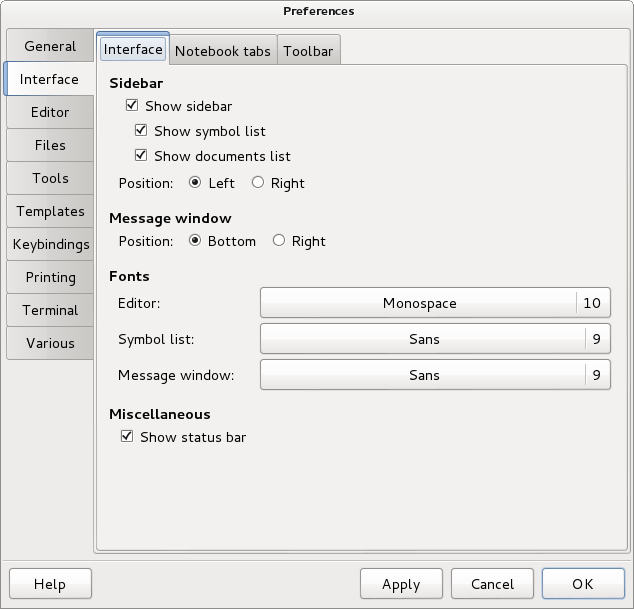 Preferences
General
Interface
Editor
Files
Tools
Templates
Keybindings
Printing
Terminal
Various
Interface Notebook tabs Toolbar
Sidebar
Show sidebar
Show symbol list
Show documents list
Position: Left Right
Message window
Position: Bottom Right
Fonts
Editor: Monospace 10
Symbol list: Sans 9
Message window: Sans 9
Miscellaneous
Show status bar
Help Apply Cancel OK